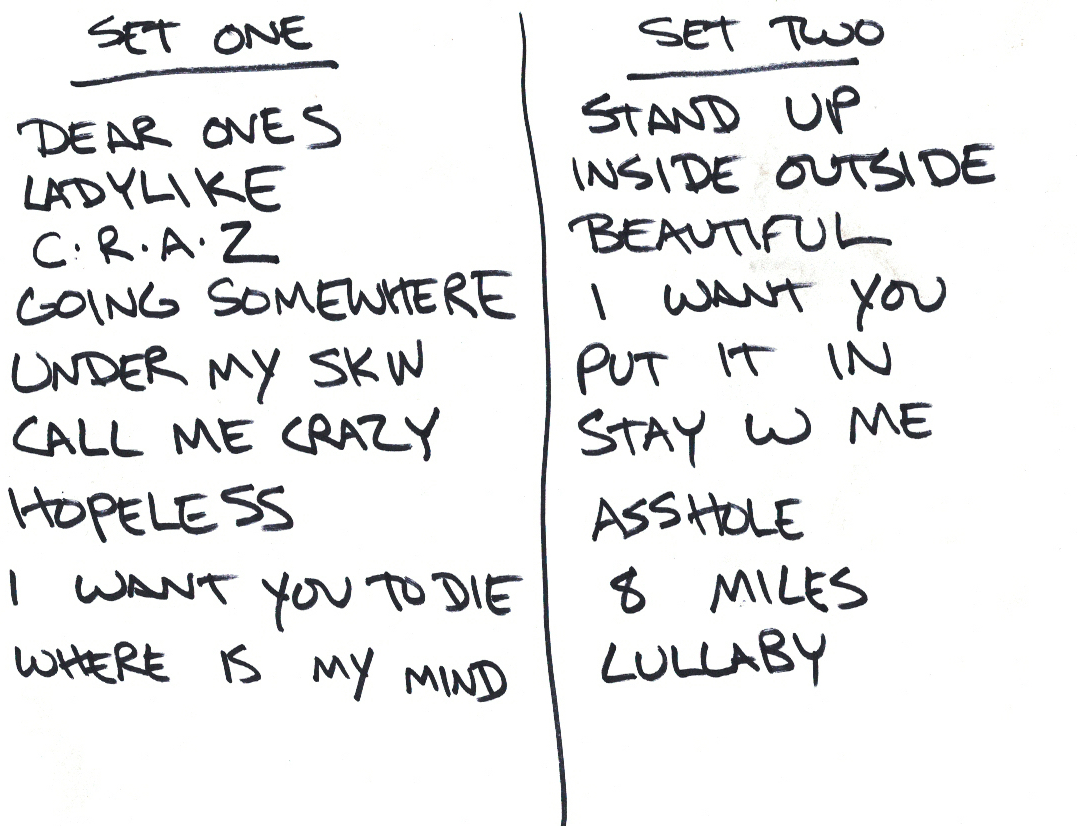 SET ONE
DEAR ONES
LADYLIKE
C.R.A.Z
GOING SOMEWHERE
UNDER MY SKIN
CALL ME CRAZY
HOPELESS
I WANT YOU TO DIE
WHERE IS MY MIND
SET TWO
STAND UP
INSIDE OUTSIDE
BEAUTIFUL
I WANT YOU
PUT IT IN
STAY W ME
ASSHOLE
8 MILES
LULLABY